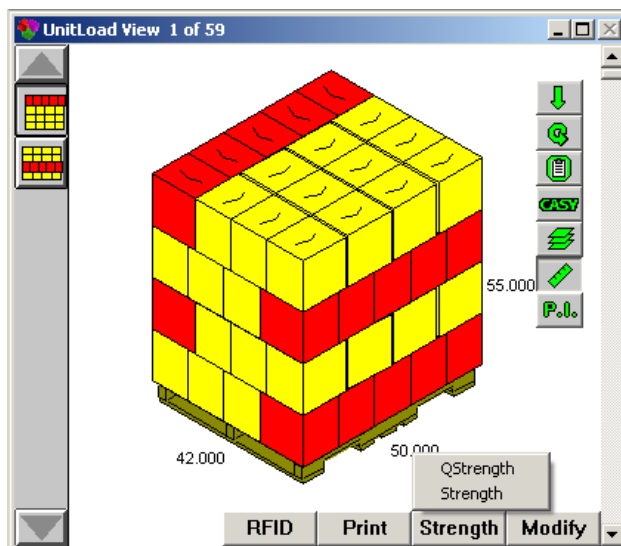 UnitLoad View 1 of 59
CASY
55.000
P.I.
42.000
50.000
QStrength
Strength
RFID Print Strength Modify